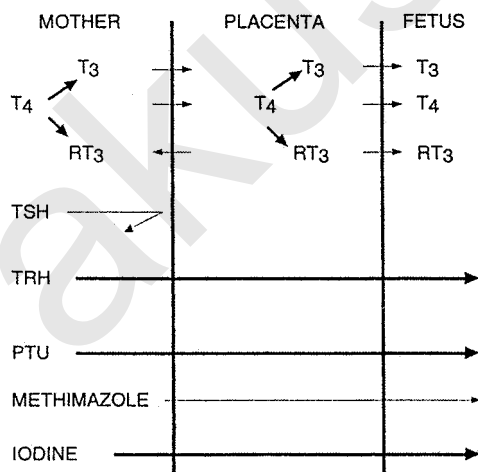 MOTHER PLACENTA FETUS
T3 T3 T3
T4 T4 T4
RT3 RT3 RT3
TSH
TRH
PTU
METHIMAZOLE
IODINE